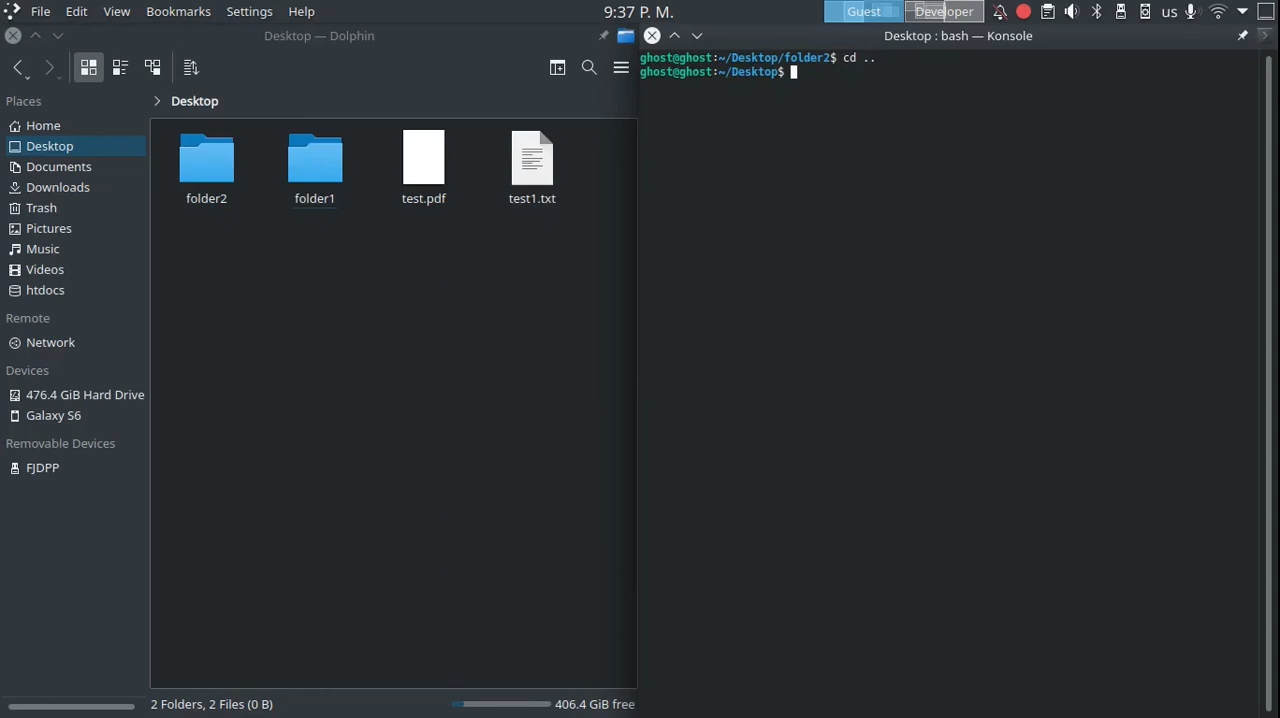 File Edit View Bookmarks Settings Help
9:37 P. M.
Guest Developer
us
Desktop — Dolphin
Places
Home
Desktop
Documents
Downloads
Trash
Pictures
Music
Videos
htdocs
Remote
Network
Devices
476.4 GiB Hard Drive
Galaxy S6
Removable Devices
FJDPP
Desktop
folder2 folder1 test.pdf test1.txt
2 Folders, 2 Files (0 B) 406.4 GiB free
Desktop : bash — Konsole
ghost@ghost:~/Desktop/folder2$ cd ..
ghost@ghost:~/Desktop$